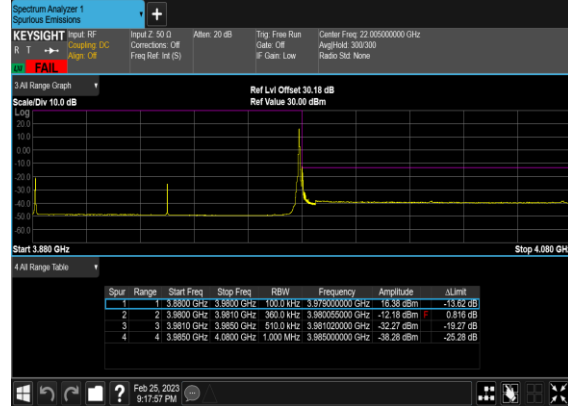 Spectrum Analyzer 1
Spurious Emissions
KEYSIGHT Input: RF Input Z: 50 Ω Atten: 20 dB Trig: Free Run Center Freq: 22.005000000 GHz
R T Coupling: DC Corrections: Off Gate: Off Avg|Hold: 300/300
Align: Off Freq Ref: Int (S) IF Gain: Low Radio Std: None
FAIL
3 All Range Graph
Ref Lvl Offset 30.18 dB
Scale/Div 10.0 dB Ref Value 30.00 dBm
Log
20.0
10.0
0.00
-10.0
-20.0
-30.0
-40.0
-50.0
-60.0
Start 3.880 GHz Stop 4.080 GH
4 All Range Table
Spur Range Start Freq Stop Freq RBW Frequency Amplitude ΔLimit
1 1 3.8800 GHz 3.9800 GHz 100.0 kHz 3.979000000 GHz 16.38 dBm -13.62 dB
2 2 3.9800 GHz 3.9810 GHz 360.0 kHz 3.980055000 GHz -12.18 dBm F 0.816 dB
3 3 3.9810 GHz 3.9850 GHz 510.0 kHz 3.981020000 GHz -32.27 dBm -19.27 dB
4 4 3.9850 GHz 4.0800 GHz 1.000 MHz 3.985000000 GHz -38.28 dBm -25.28 dB
? Feb 25, 2023
9:17:57 PM